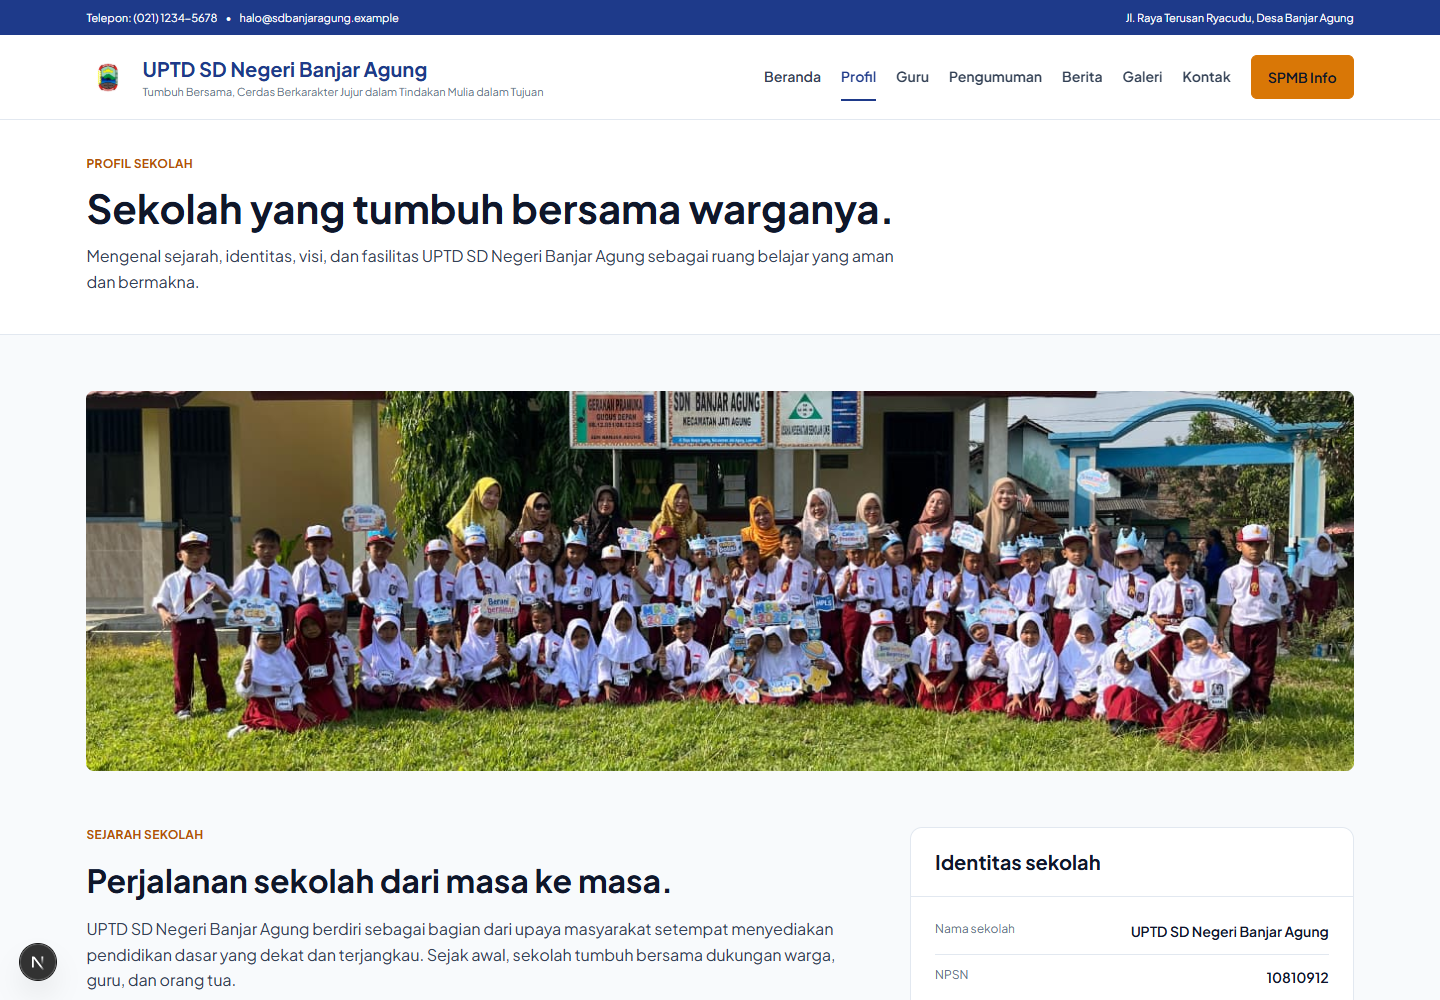 Telepon: (021) 1234–5678 • halo@sdbanjaragung.example
Jl. Raya Terusan Ryacudu, Desa Banjar Agung
UPTD SD Negeri Banjar Agung
Tumbuh Bersama, Cerdas Berkarakter Jujur dalam Tindakan Mulia dalam Tujuan
Beranda Profil Guru Pengumuman Berita Galeri Kontak SPMB Info
PROFIL SEKOLAH
Sekolah yang tumbuh bersama warganya.
Mengenal sejarah, identitas, visi, dan fasilitas UPTD SD Negeri Banjar Agung sebagai ruang belajar yang aman
dan bermakna.
GERAKAN PRAMUKA
GUGUS DEPAN
SDN BANJAR AGUNG
SDN BANJAR AGUNG
KECAMATAN JATI AGUNG
MPLS
SEJARAH SEKOLAH
Perjalanan sekolah dari masa ke masa.
UPTD SD Negeri Banjar Agung berdiri sebagai bagian dari upaya masyarakat setempat menyediakan
pendidikan dasar yang dekat dan terjangkau. Sejak awal, sekolah tumbuh bersama dukungan warga,
guru, dan orang tua.
Identitas sekolah
Nama sekolah UPTD SD Negeri Banjar Agung
NPSN 10810912
N